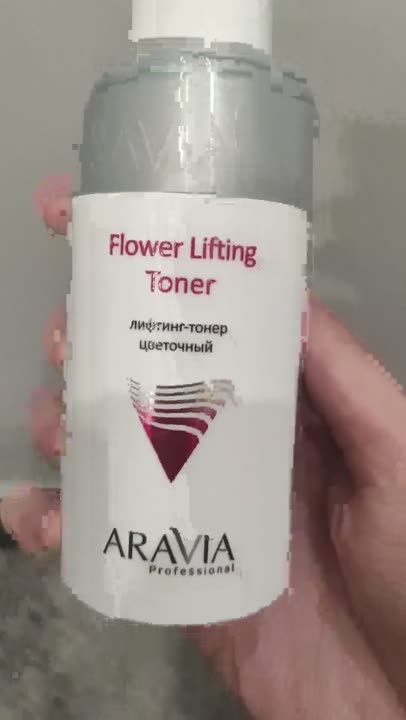 Flower Lifting
Toner
лифтинг-тонер
цветочный
ARAVIA
Professional